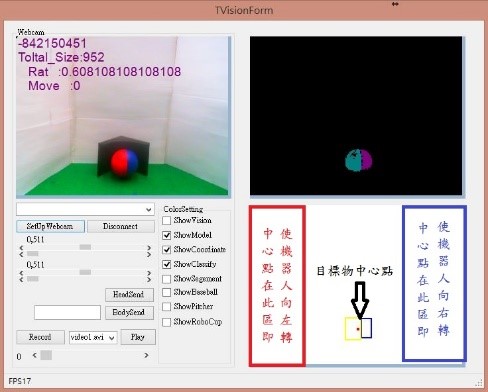 TVisionForm
Webcam
-842150451
Toltal_Size:952
Rat :0.608108108108108
Move :0
SetUpWebcam
Disconnect
0,511
0,511
HeadSend
BodySend
Record
video1.avi
Play
0
ColorSetting
ShowVision
ShowModel
ShowCoordinate
ShowClassify
ShowSegement
ShowBaseball
ShowPitcher
ShowRoboCup
中心點在此區即
使機器人向左轉
目標物中心點
中心點在此區即
使機器人向右轉
FPS17